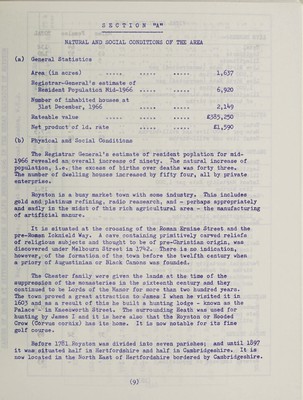 SECTION "A"
NATURAL AND SOCIAL CONDITIONS OF THE AREA
(a) General Statistics
Area (in acres) ..... ..... ..... 1,637
Registrar-General's estimate of
Resident Population Mid-1966 ..... ..... 6,920
Number of inhabited houses at
31st December, 1966 ..... ..... 2,149
Rateable value ..... ..... ..... £385,250
Net product of 1d. rate ..... ..... £1,590
(b) Physical and Social Conditions
The Registrar General's estimate of resident poplation for mid-
1966 revealed an overall increase of ninety. The natural increase of
population, i.e. the excess of births over deaths was forty three.
The number of dwelling houses increased by fifty four, all by private
enterprise.
Royston is a busy market town with some industry. This includes
gold and platinum refining, radio research, and - perhaps appropriately
and sadly in the midst of this rich agricultural area - the manufacturing
of artificial manure.
It is situated at the crossing of the Roman Ermine Street and the
pre-Roman Icknield Way. A cave containing primitively carved reliefs
of religious subjects and thought to be of pre-Christian origin, was
discovered under Melbourn Street in 1742. There is no indication,
however, of the formation of the town before the twelfth century when
a priory of Augustinian or Black Canons was founded.
The Chester family were given the lands at the time of the
suppression of the monasteries in the sixteenth century and they
continued to be Lords of the Manor for more than two hundred years.
The town proved a great attraction to James I when he visited it in
1603 and as a result of this he built a hunting lodge - known as the
Palace - in Kneesworth Street. The surrounding Heath was used for
hunting by James I and it is here also that the Royston or Hooded
Crow (Corvus cornix) has its home. It is now notable for its fine
golf course.
Before 1781 Royston was divided into seven parishes; and until 1897
it was situated half in Hertfordshire and half in Cambridgeshire. It is
now located in the North East of Hertfordshire bordered by Cambridgeshire.
(9)